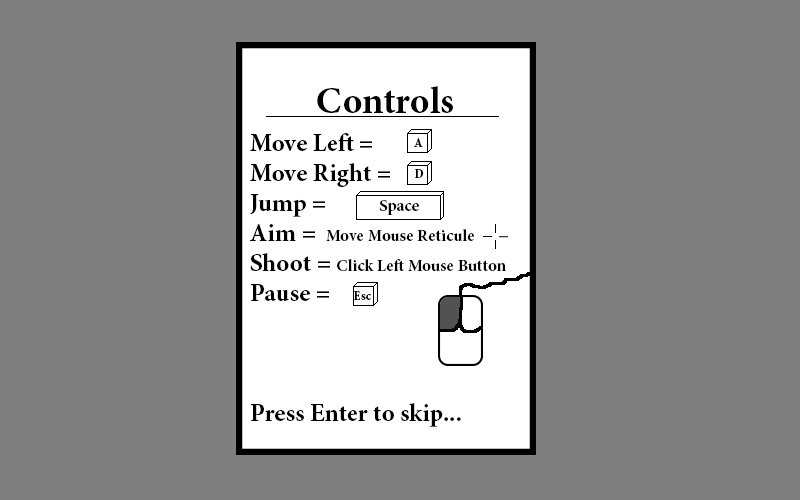 Controls
Move Left = A
Move Right = D
Jump = Space
Aim = Move Mouse Reticule
Shoot = Click Left Mouse Button
Pause = Esc
Press Enter to skip...